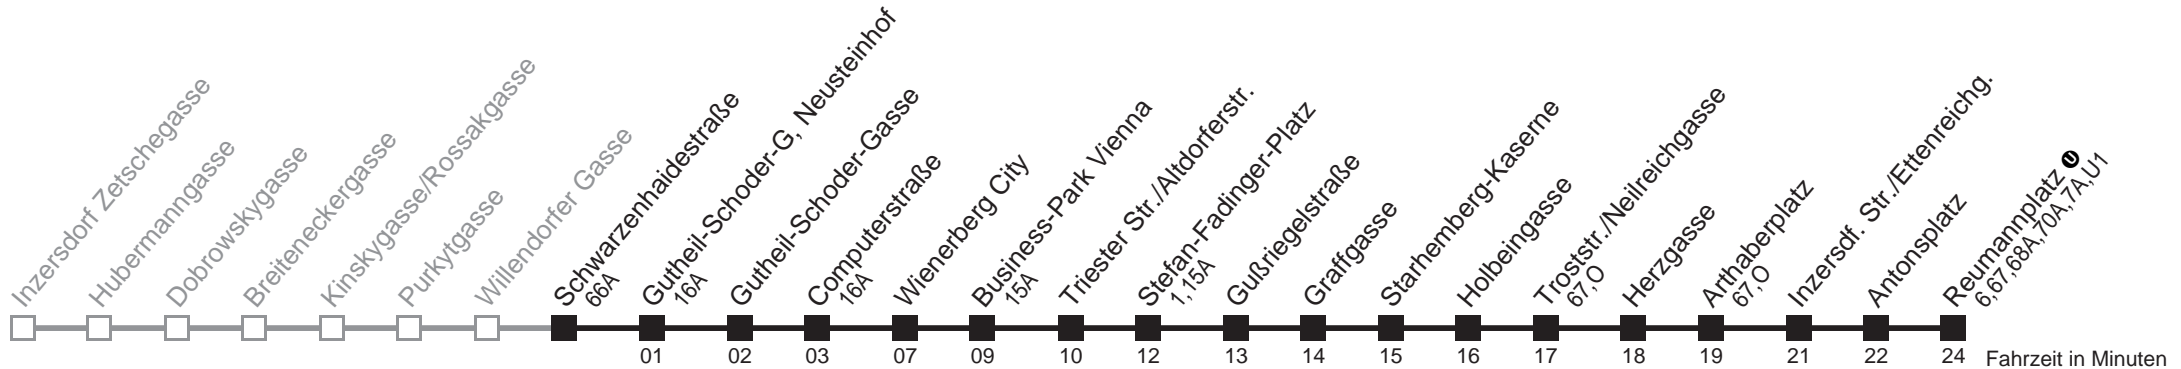 Inzersdorf Zetschegasse
Hubermanngasse
Dobrowskygasse
Breiteneckergasse
Kinskygasse/Rossakgasse
Purkytgasse
Willendorfer Gasse
Schwarzenhaidestraße
66A
Gutheil-Schoder-G, Neusteinhof
16A
Gutheil-Schoder-Gasse
Computerstraße
16A
Wienerberg City
Business-Park Vienna
15A
Triester Str./Altdorferstr.
Stefan-Fadinger-Platz
1,15A
Gußriegelstraße
Graffgasse
Starhemberg-Kaserne
Holbeingasse
Troststr./Neilreichgasse
67,O
Herzgasse
Arthaberplatz
67,O
Inzersdf. Str./Ettenreichg.
Antonsplatz
Reumannplatz U
6,67,68A,70A,7A,U1
01 02 03 07 09 10 12 13 14 15 16 17 18 19 21 22 24 Fahrzeit in Minuten